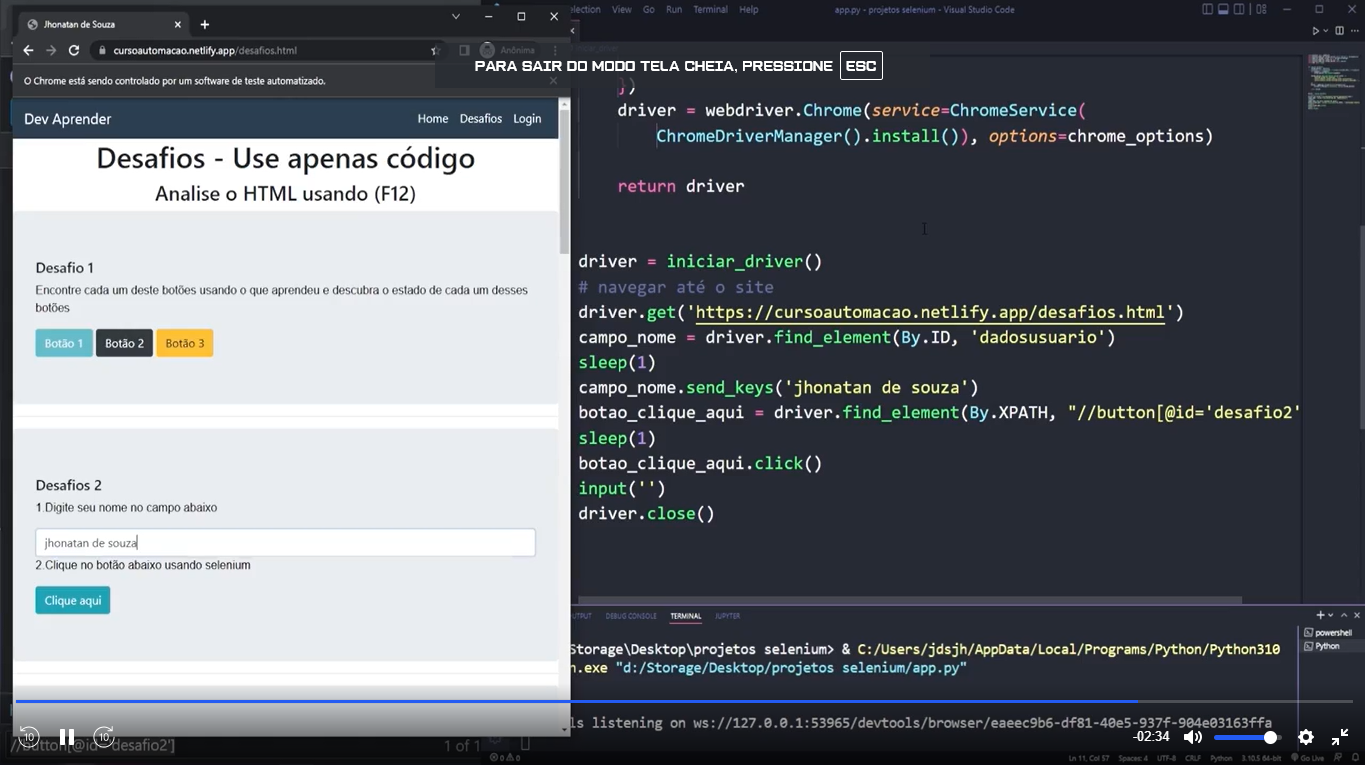 Jhonatan de Souza
cursoautomacao.netlify.app/desafios.html
Anônima
O Chrome está sendo controlado por um software de teste automatizado.
Dev Aprender
Home Desafios Login
Desafios - Use apenas código
Analise o HTML usando (F12)
Desafio 1
Encontre cada um deste botões usando o que aprendeu e descubra o estado de cada um desses
botões
Botão 1 Botão 2 Botão 3
Desafios 2
1.Digite seu nome no campo abaixo
jhonatan de souza
2.Clique no botão abaixo usando selenium
Clique aqui
election View Go Run Terminal Help
app.py - projetos selenium - Visual Studio Code
PARA SAIR DO MODO TELA CHEIA, PRESSIONE ESC
})
driver = webdriver.Chrome(service=ChromeService(
ChromeDriverManager().install()), options=chrome_options)
return driver
driver = iniciar_driver()
# navegar até o site
driver.get('https://cursoautomacao.netlify.app/desafios.html')
campo_nome = driver.find_element(By.ID, 'dadosusuario')
sleep(1)
campo_nome.send_keys('jhonatan de souza')
botao_clique_aqui = driver.find_element(By.XPATH, "//button[@id='desafio2'
sleep(1)
botao_clique_aqui.click()
input('')
driver.close()
UTPUT DEBUG CONSOLE TERMINAL JUPYTER
powershell
Python
Storage\Desktop\projetos selenium> & C:/Users/jdsjh/AppData/Local/Programs/Python/Python310
n.exe "d:/Storage/Desktop/projetos selenium/app.py"
ls listening on ws://127.0.0.1:53965/devtools/browser/eaeec9b6-df81-40e5-937f-904e03163ffa
10 10
-02:34
//button[@id='desafio2']
1 of 1
0 0
Ln 11, Col 57 Spaces: 4 UTF-8 CRLF Python 3.10.5 64-bit Go Live